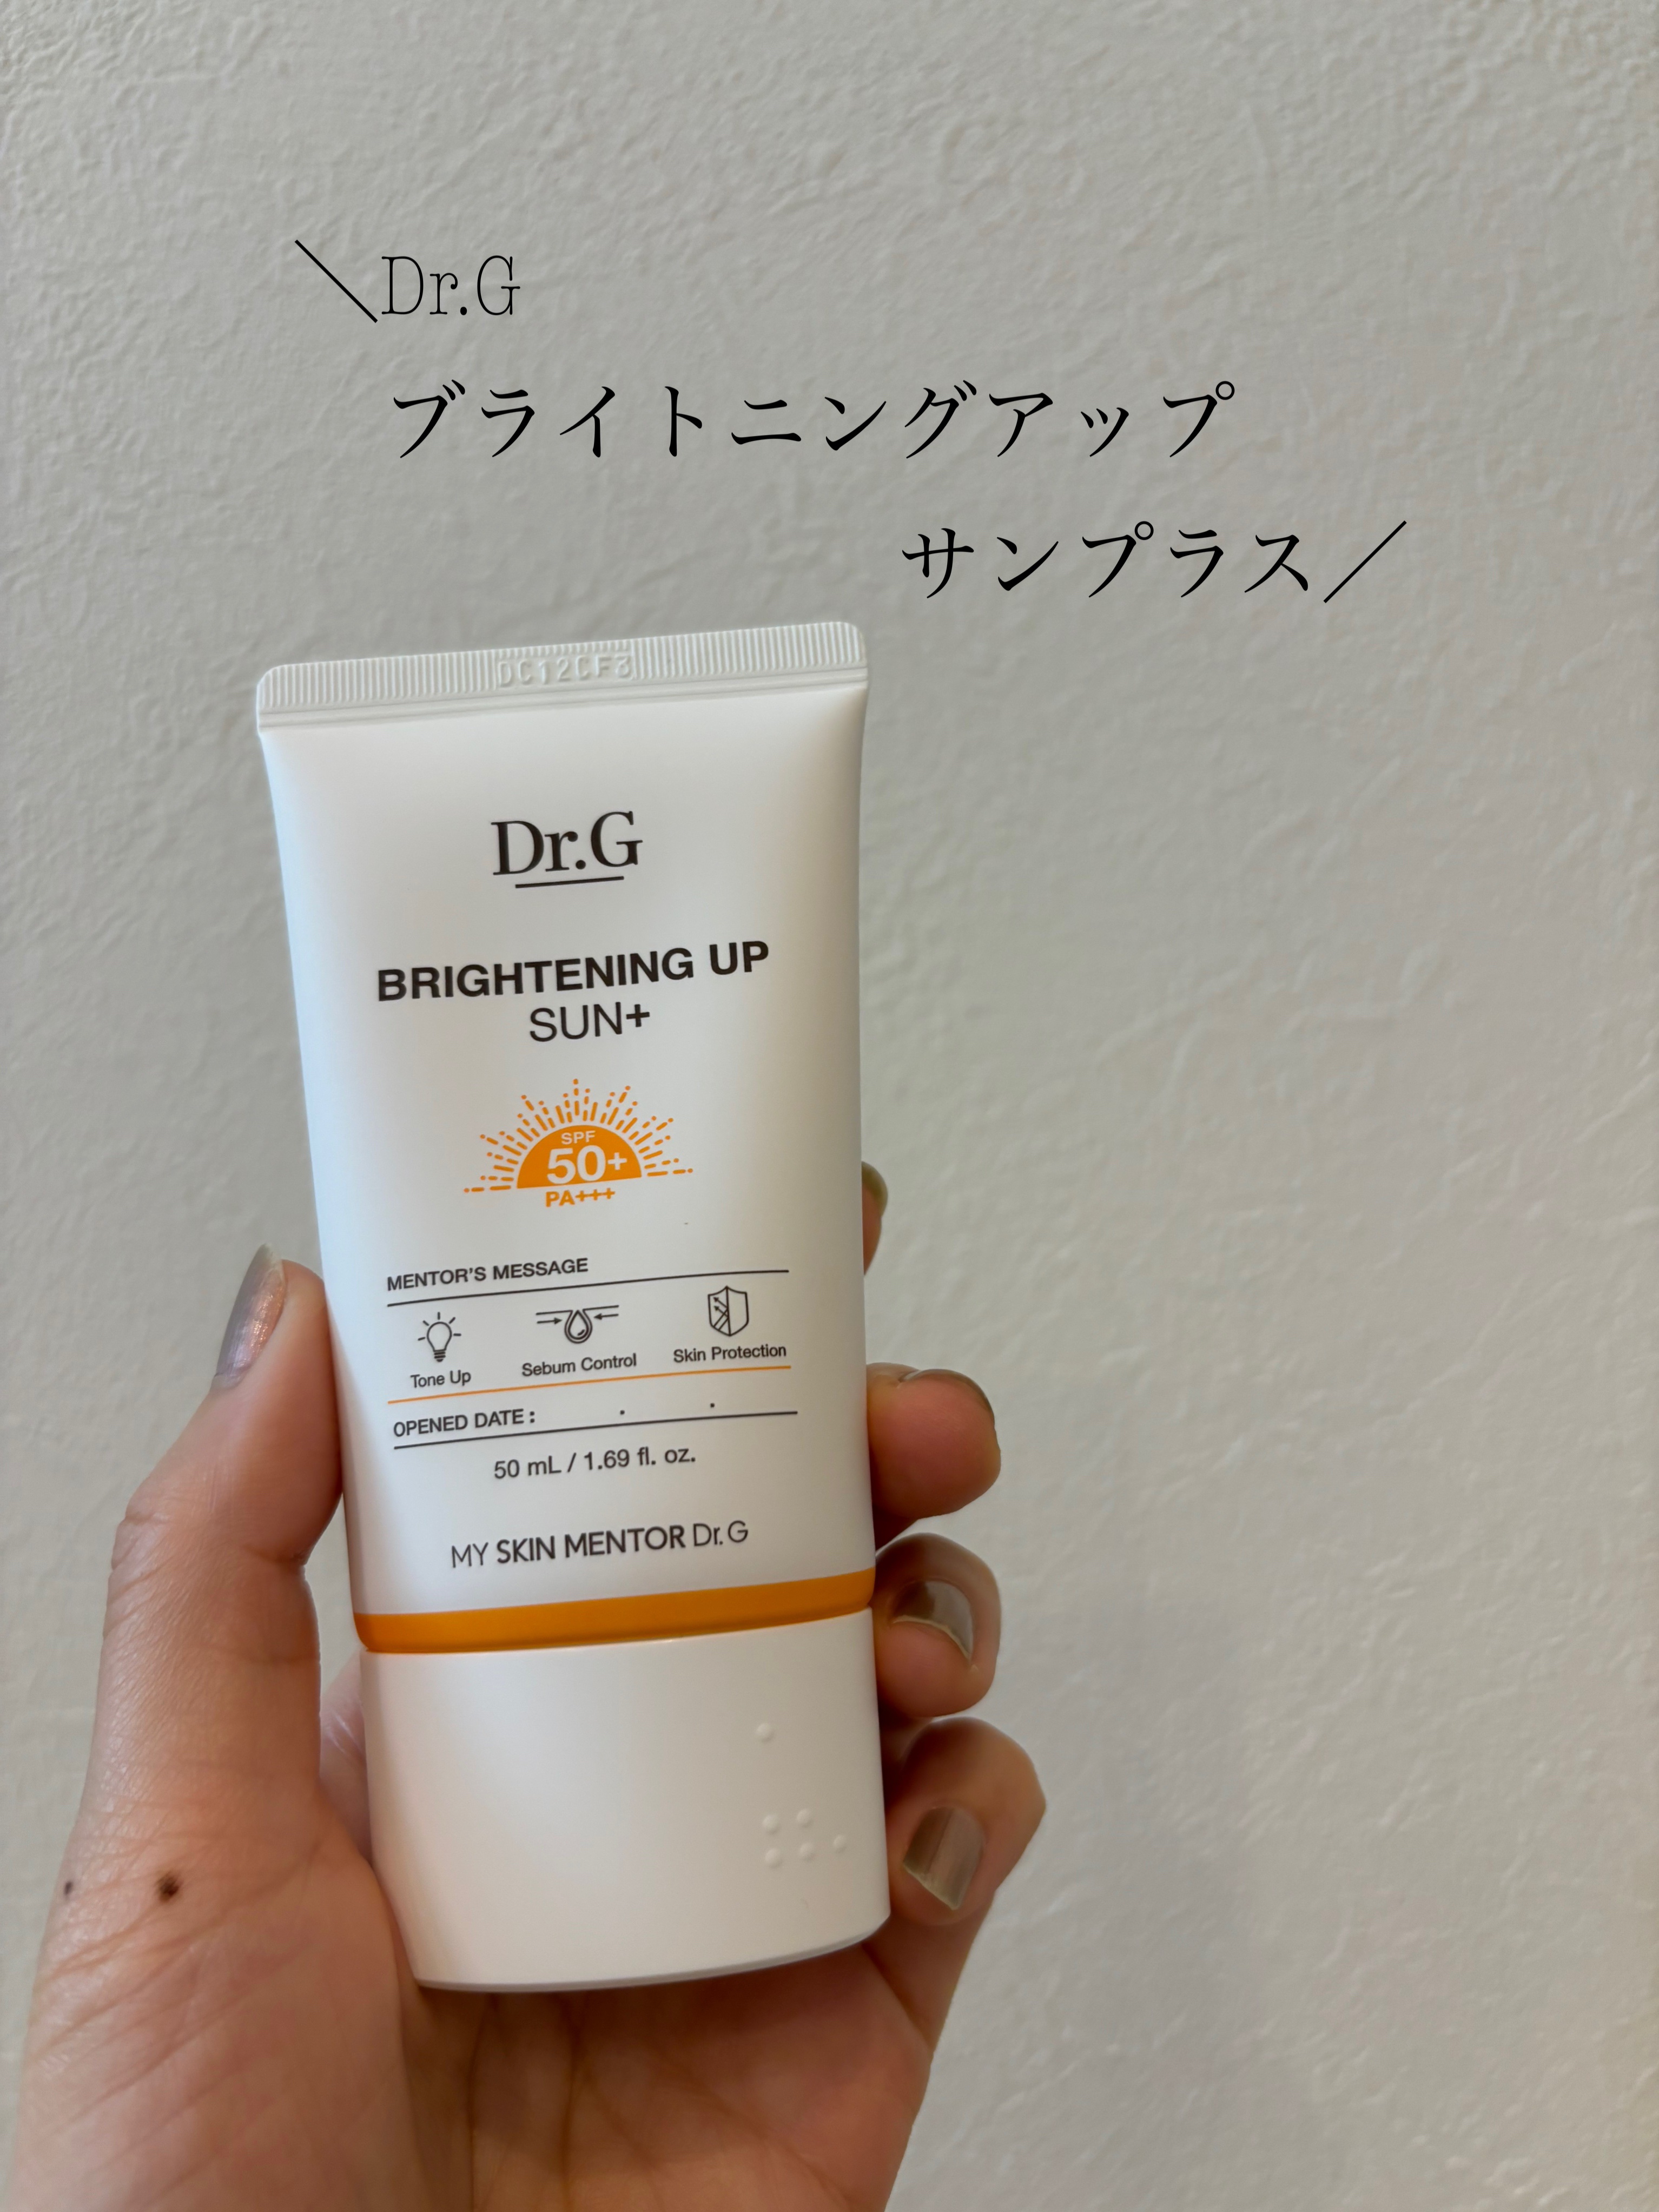 ＼Dr.G
ブライトニングアップ
サンプラス／
DC12CF3
Dr.G
BRIGHTENING UP
SUN+
SPF
50+
PA+++
MENTOR'S MESSAGE
Tone Up Sebum Control Skin Protection
OPENED DATE : . .
50 mL / 1.69 fl. oz.
MY SKIN MENTOR Dr.G